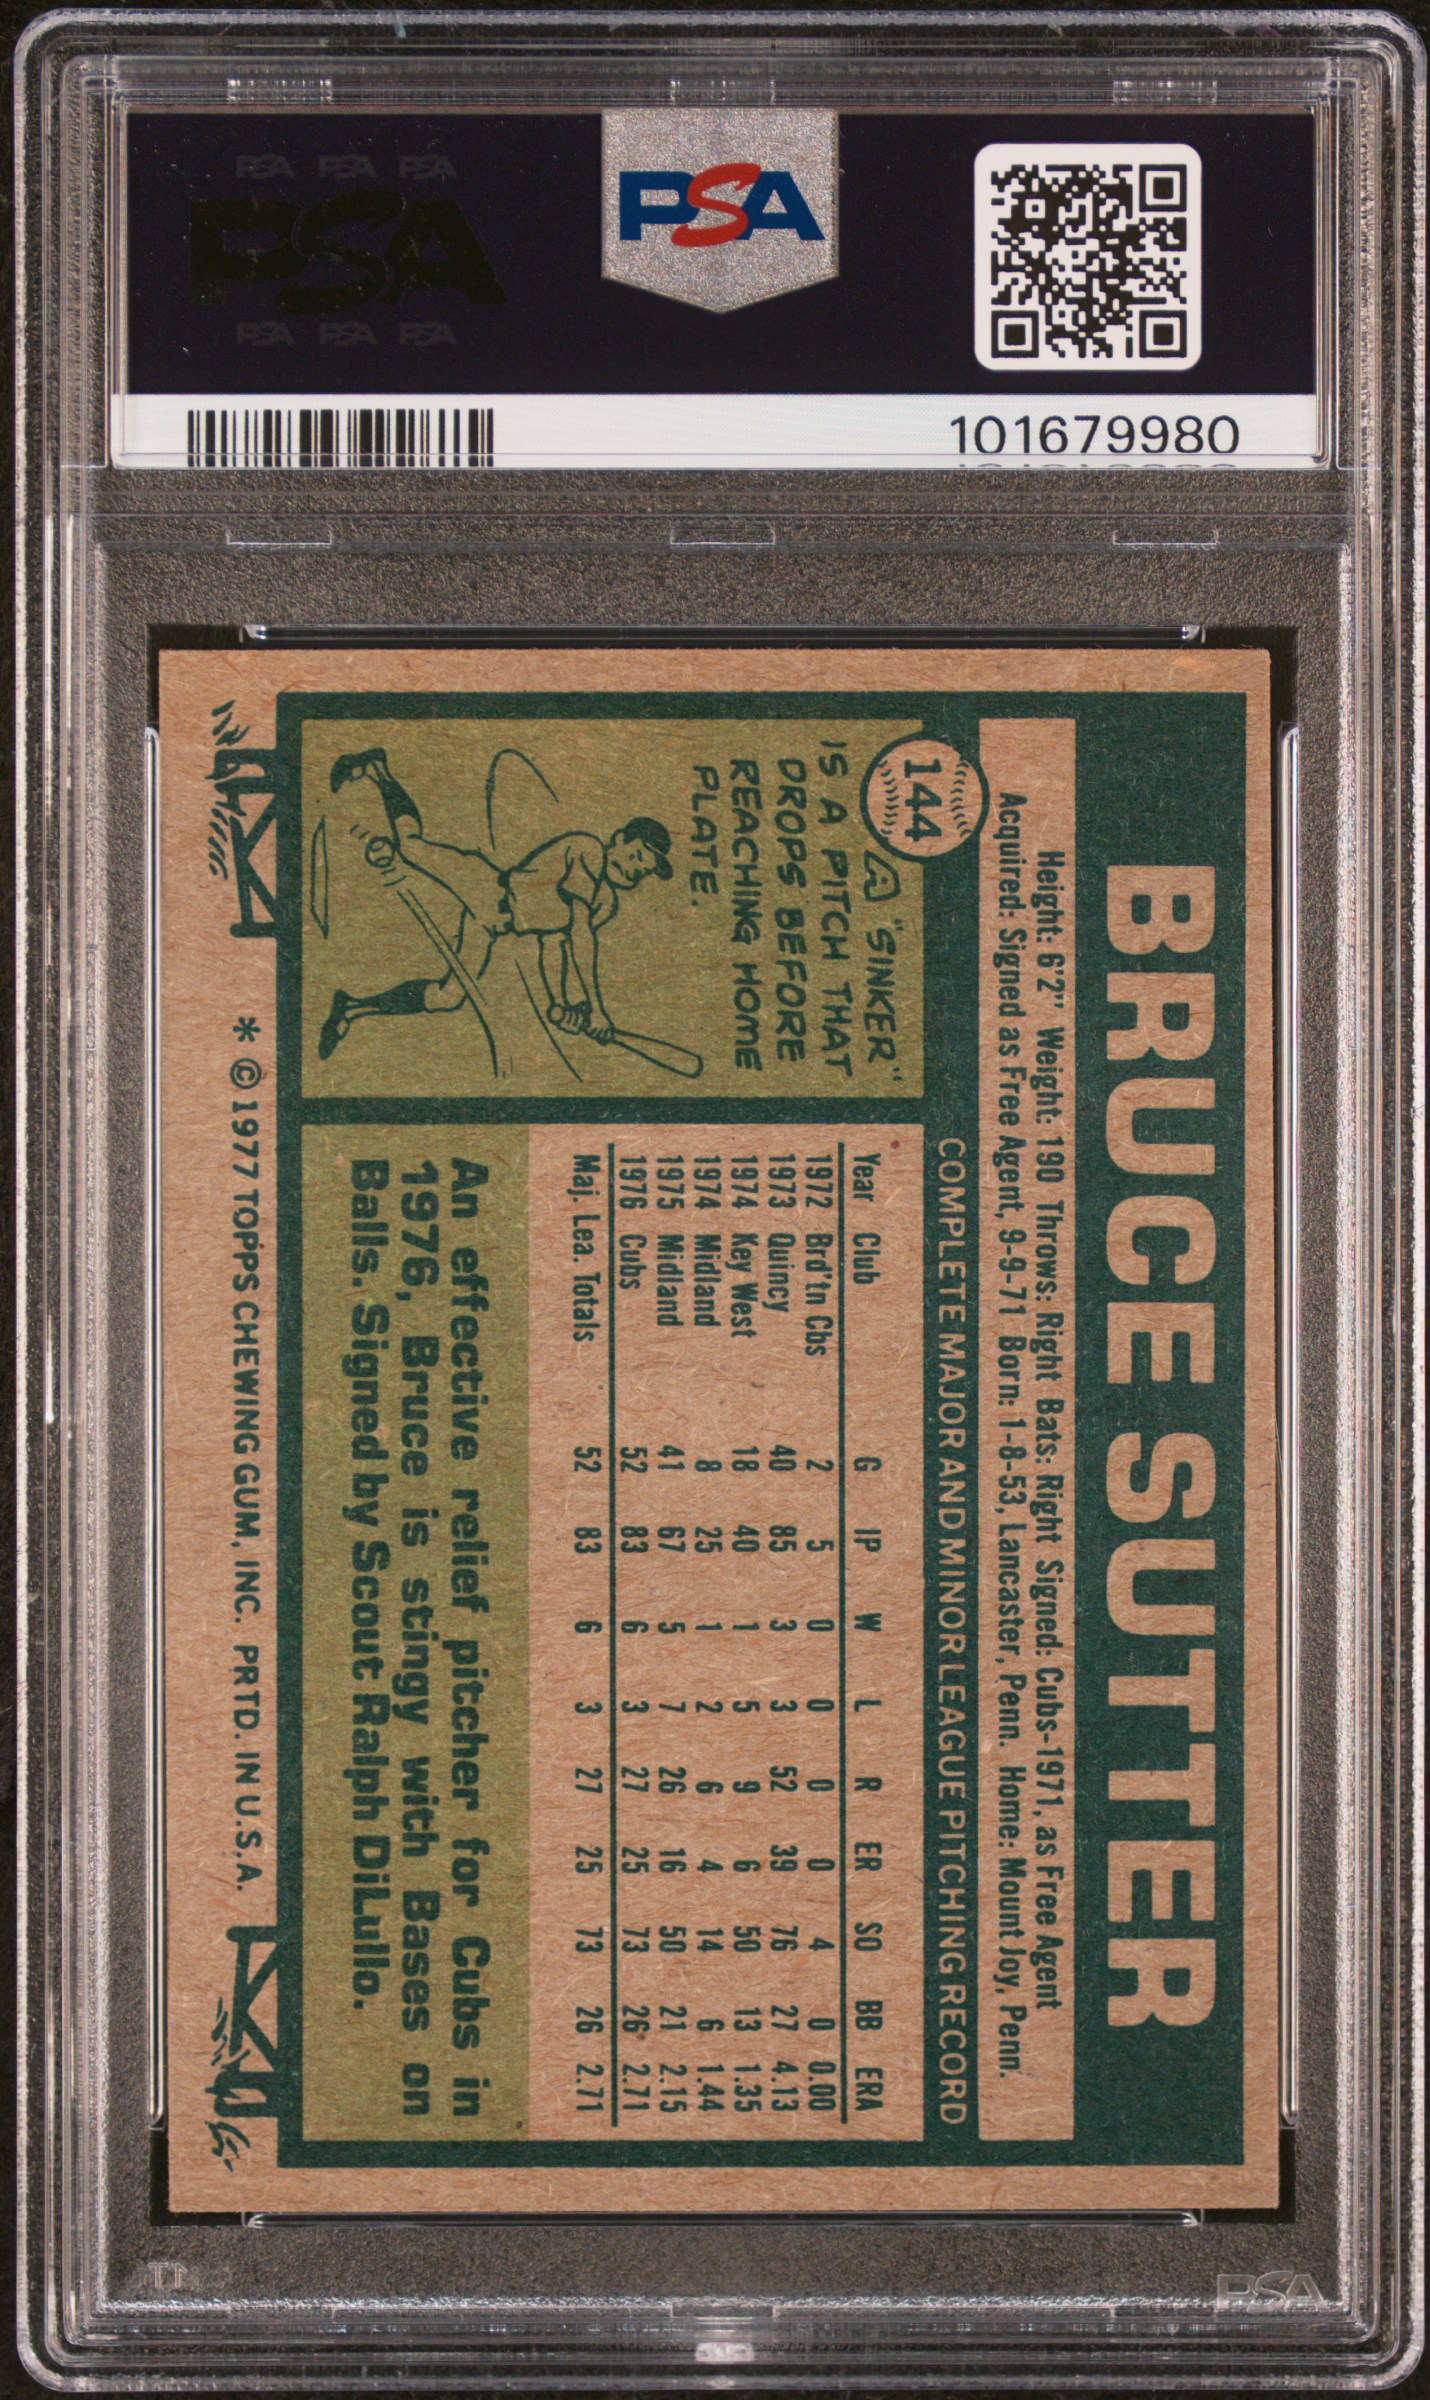 PSA PSA PSA
PSA
PSA PSA PSA
PSA
101679980
BRUCE SUTTER
Height: 6'2" Weight: 190 Throws: Right Bats: Right Signed: Cubs-1971, as Free Agent
Acquired: Signed as Free Agent, 9-9-71 Born: 1-8-53, Lancaster, Penn. Home: Mount Joy, Penn.
144
A "SINKER"
IS A PITCH THAT
DROPS BEFORE
REACHING HOME
PLATE.
COMPLETE MAJOR AND MINOR LEAGUE PITCHING RECORD
Year Club G IP W L R ER SO BB ERA
1972 Brd'tn Cbs 2 5 0 0 0 0 4 0 0.00
1973 Quincy 40 85 3 3 52 39 76 27 4.13
1974 Key West 18 40 1 5 9 6 50 13 1.35
1974 Midland 8 25 1 2 6 4 14 6 1.44
1975 Midland 41 67 5 7 26 16 50 21 2.15
1976 Cubs 52 83 6 3 27 25 73 26 2.71
Maj. Lea. Totals 52 83 6 3 27 25 73 26 2.71
An effective relief pitcher for Cubs in
1976, Bruce is stingy with Bases on
Balls. Signed by Scout Ralph DiLullo.
* © 1977 TOPPS CHEWING GUM, INC. PRTD. IN U.S.A.
PSA